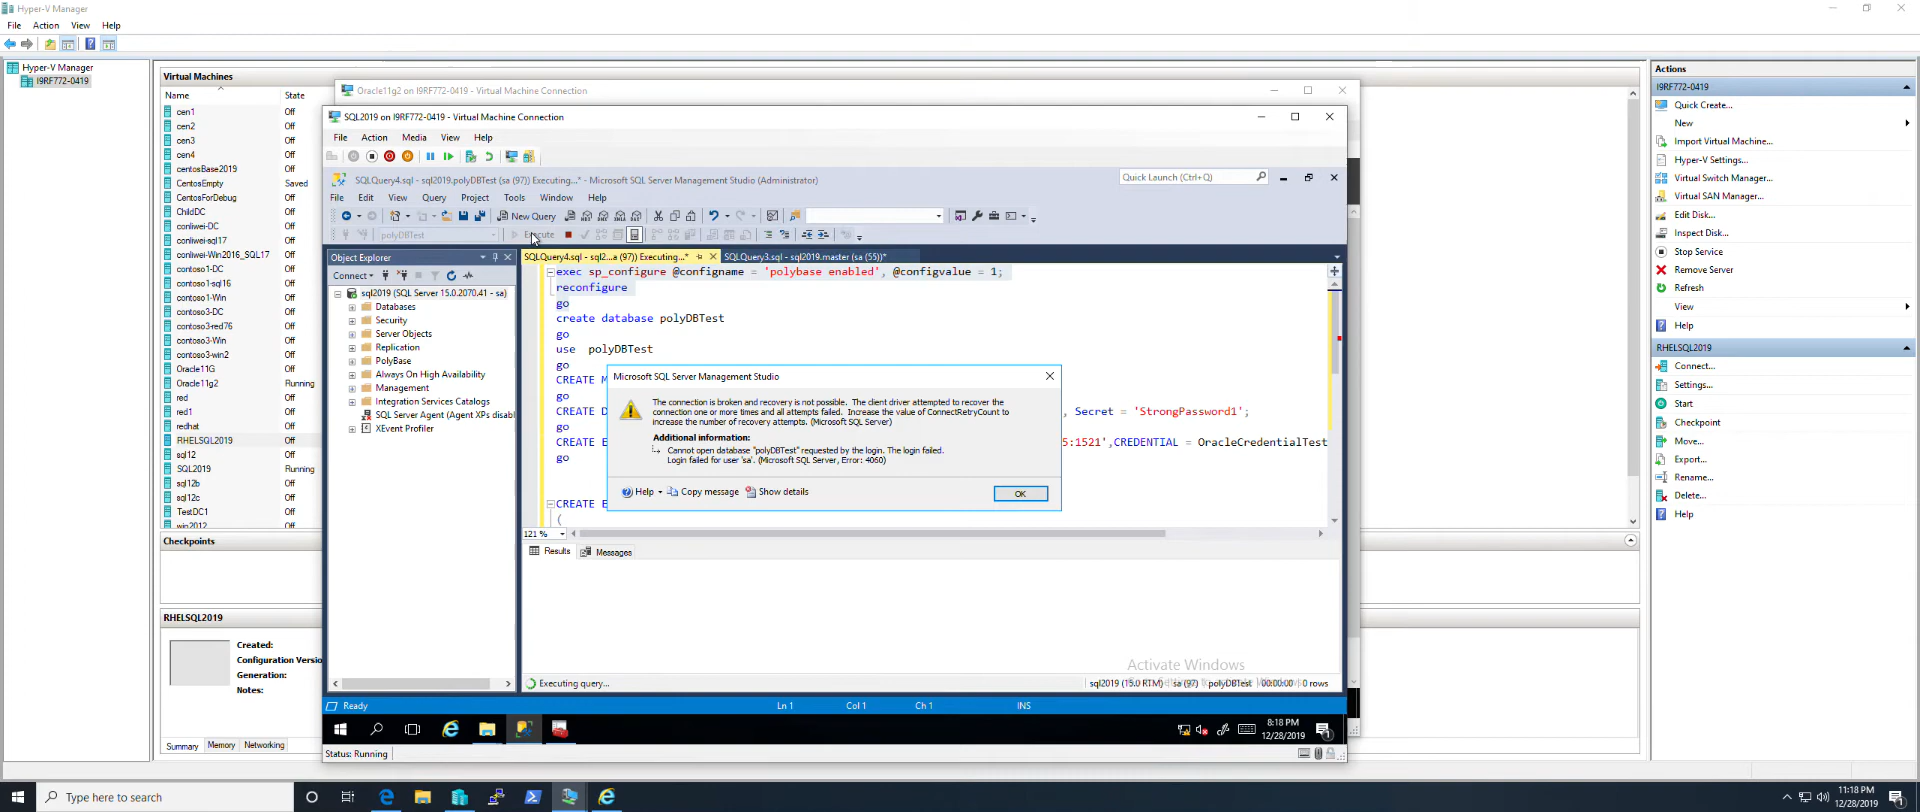 Hyper-V Manager
File Action View Help
Hyper-V Manager
I9RF772-0419
Virtual Machines
Name State
cen1 Off
cen2 Off
cen3 Off
cen4 Off
centosBase2019 Off
CentosEmpty Saved
CentosForDebug Off
ChildDC Off
conliwei-DC Off
conliwei-sql17 Off
conliwei-Win2016_SQL17 Off
contoso1-DC Off
contoso1-sql16 Off
contoso1-Win Off
contoso3-DC Off
contoso3-red76 Off
contoso3-Win Off
contoso3-win2 Off
Oracle11G Off
Oracle11g2 Running
red Off
red1 Off
redhat Off
RHELSQL2019 Off
sql12 Off
SQL2019 Running
sql12b Off
sql12c Off
TestDC1 Off
win2012 Off
Checkpoints
RHELSQL2019
Created:
Configuration Versio
Generation:
Notes:
Summary Memory Networking
Oracle11g2 on I9RF772-0419 - Virtual Machine Connection
SQL2019 on I9RF772-0419 - Virtual Machine Connection
File Action Media View Help
SQLQuery4.sql - sql2019.polyDBTest (sa (97)) Executing...* - Microsoft SQL Server Management Studio (Administrator)
Quick Launch (Ctrl+Q)
File Edit View Query Project Tools Window Help
New Query
polyDBTest Execute
Object Explorer
Connect
sql2019 (SQL Server 15.0.2070.41 - sa)
Databases
Security
Server Objects
Replication
PolyBase
Always On High Availability
Management
Integration Services Catalogs
SQL Server Agent (Agent XPs disabl
XEvent Profiler
SQLQuery4.sql - sql2...a (97)) Executing...* SQLQuery3.sql - sql2019.master (sa (55))*
exec sp_configure @configname = 'polybase enabled', @configvalue = 1;
reconfigure
go
create database polyDBTest
go
use polyDBTest
go
CREATE M
go
CREATE D , Secret = 'StrongPassword1';
go
CREATE E 5:1521',CREDENTIAL = OracleCredentialTest
go
CREATE E
(
Microsoft SQL Server Management Studio
The connection is broken and recovery is not possible. The client driver attempted to recover the
connection one or more times and all attempts failed. Increase the value of ConnectRetryCount to
increase the number of recovery attempts. (Microsoft SQL Server)
Additional information:
Cannot open database "polyDBTest" requested by the login. The login failed.
Login failed for user 'sa'. (Microsoft SQL Server, Error: 4060)
Help Copy message Show details OK
121 %
Results Messages
Activate Windows
Executing query... sql2019 (15.0 RTM) sa (97) polyDBTest 00:00:00 0 rows
Ready Ln 1 Col 1 Ch 1 INS
8:18 PM
12/28/2019
Status: Running
Actions
I9RF772-0419
Quick Create...
New
Import Virtual Machine...
Hyper-V Settings...
Virtual Switch Manager...
Virtual SAN Manager...
Edit Disk...
Inspect Disk...
Stop Service
Remove Server
Refresh
View
Help
RHELSQL2019
Connect...
Settings...
Start
Checkpoint
Move...
Export...
Rename...
Delete...
Help
Type here to search
11:18 PM
12/28/2019